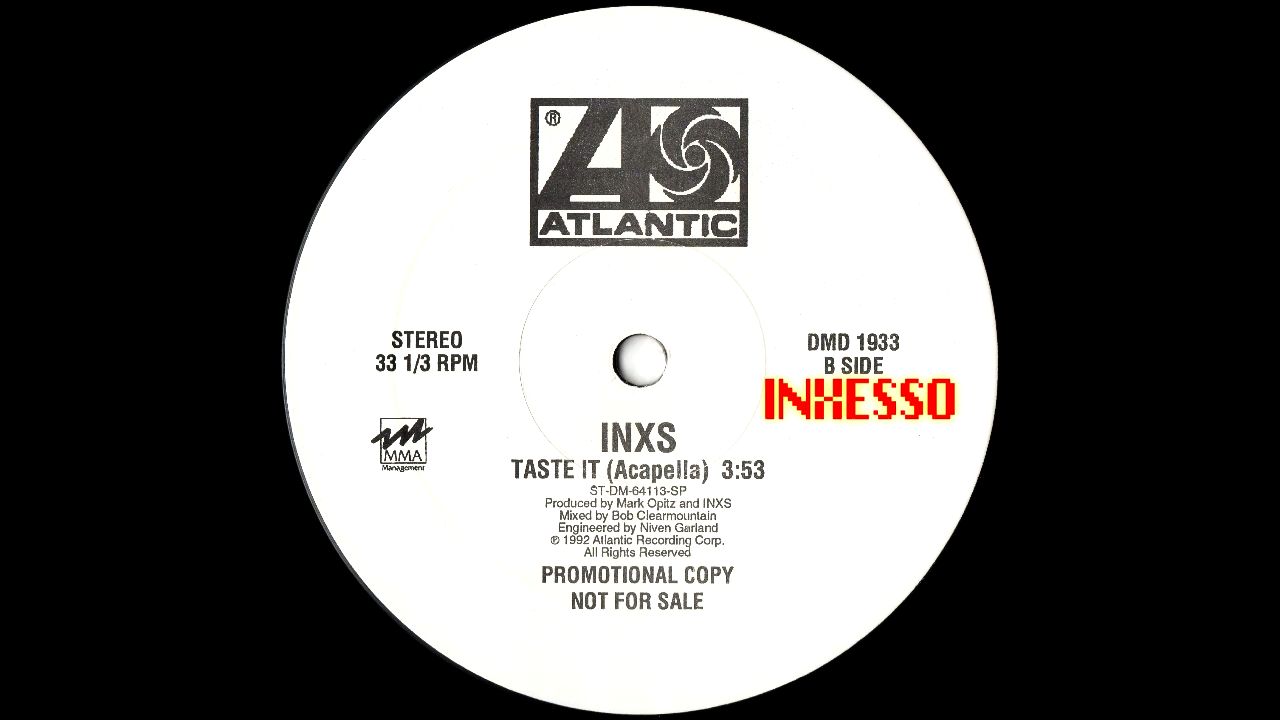 ®
ATLANTIC
STEREO
33 1/3 RPM
DMD 1933
B SIDE
INXESSO
MMA
Management
INXS
TASTE IT (Acapella) 3:53
ST-DM-64113-SP
Produced by Mark Opitz and INXS
Mixed by Bob Clearmountain
Engineered by Niven Garland
℗ 1992 Atlantic Recording Corp.
All Rights Reserved
PROMOTIONAL COPY
NOT FOR SALE